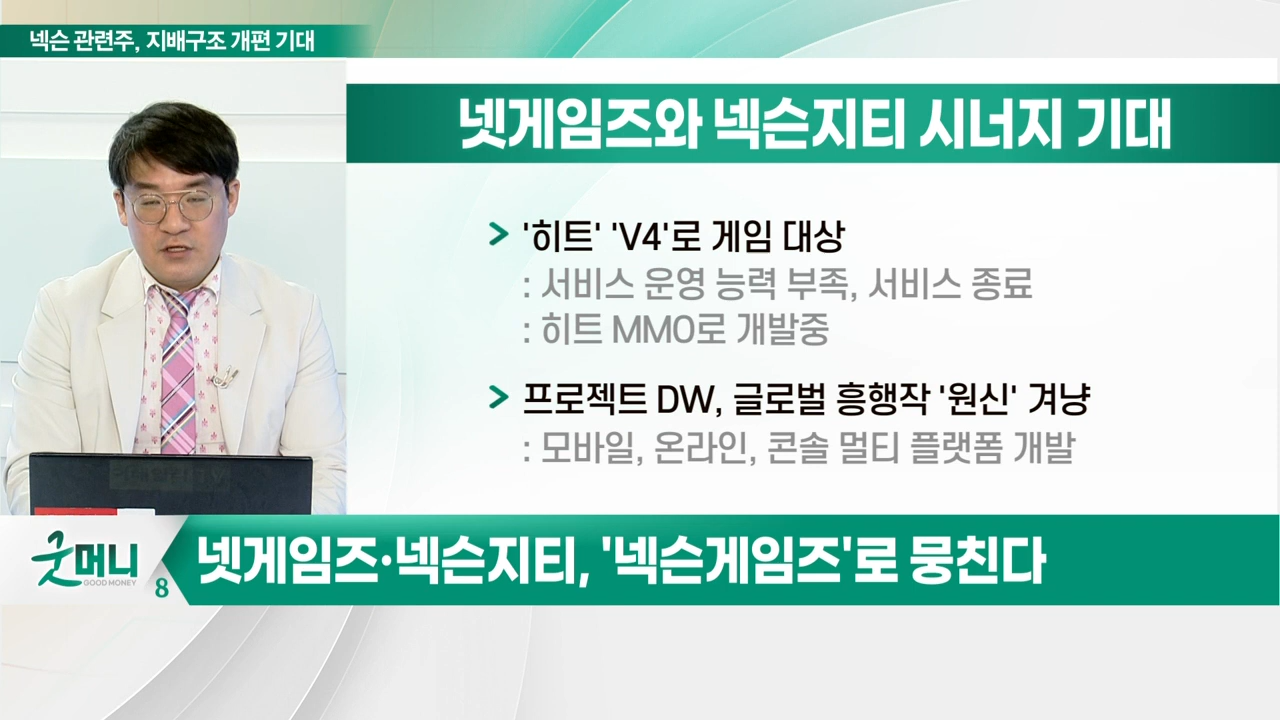 넥슨 관련주, 지배구조 개편 기대
넷게임즈와 넥슨지티 시너지 기대
'히트' 'V4'로 게임 대상
: 서비스 운영 능력 부족, 서비스 종료
: 히트 MMO로 개발중
프로젝트 DW, 글로벌 흥행작 '원신' 겨냥
: 모바일, 온라인, 콘솔 멀티 플랫폼 개발
굿머니
GOOD MONEY
8
넷게임즈·넥슨지티, '넥슨게임즈'로 뭉친다